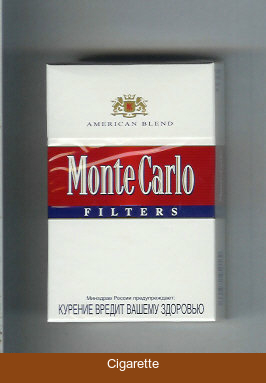 AMERICAN BLEND
Monte Carlo
FILTERS
Минздрав России предупреждает:
КУРЕНИЕ ВРЕДИТ ВАШЕМУ ЗДОРОВЬЮ
Cigarette